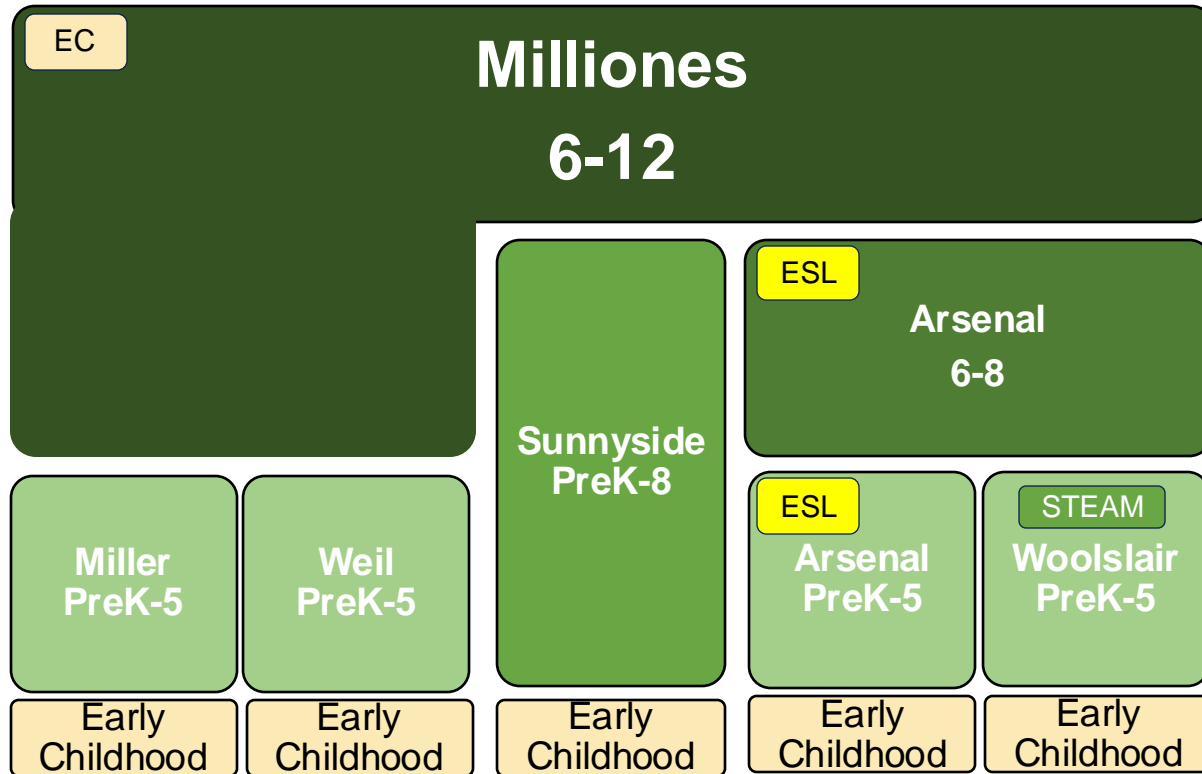 EC
Milliones
6-12
ESL
Arsenal
6-8
Sunnyside
PreK-8
Miller
PreK-5
Weil
PreK-5
ESL
Arsenal
PreK-5
STEAM
Woolslair
PreK-5
Early
Childhood
Early
Childhood
Early
Childhood
Early
Childhood
Early
Childhood